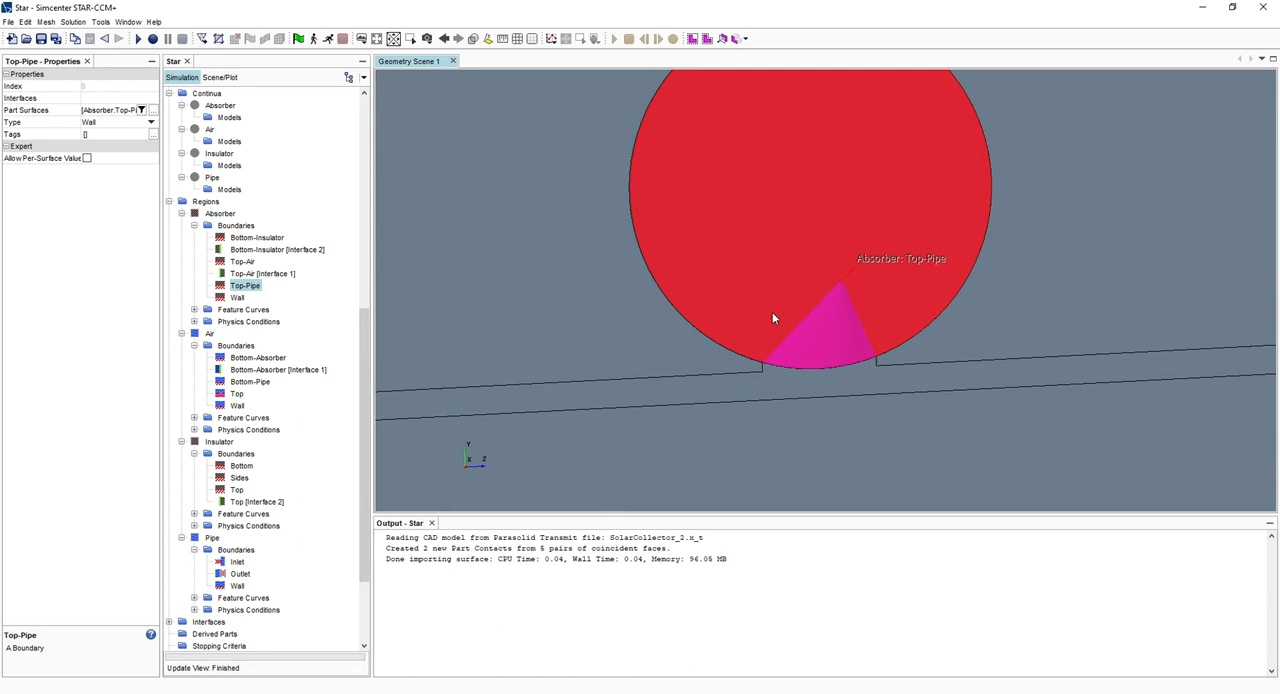 Star - Simcenter STAR-CCM+
File Edit Mesh Solution Tools Window Help
Top-Pipe - Properties
Properties
Index 0
Interfaces
Part Surfaces [Absorber.Top-Pi ...
Type Wall
Tags [] ...
Expert
Allow Per-Surface Value
Top-Pipe
A Boundary
Star
Simulation Scene/Plot
Continua
Absorber
Models
Air
Models
Insulator
Models
Pipe
Models
Regions
Absorber
Boundaries
Bottom-Insulator
Bottom-Insulator [Interface 2]
Top-Air
Top-Air [Interface 1]
Top-Pipe
Wall
Feature Curves
Physics Conditions
Air
Boundaries
Bottom-Absorber
Bottom-Absorber [Interface 1]
Bottom-Pipe
Top
Wall
Feature Curves
Physics Conditions
Insulator
Boundaries
Bottom
Sides
Top
Top [Interface 2]
Feature Curves
Physics Conditions
Pipe
Boundaries
Inlet
Outlet
Wall
Feature Curves
Physics Conditions
Interfaces
Derived Parts
Stopping Criteria
Update View: Finished
Geometry Scene 1
Absorber: Top-Pipe
Y
X Z
Output - Star
Reading CAD model from Parasolid Transmit file: SolarCollector_2.x_t
Created 2 new Part Contacts from 5 pairs of coincident faces.
Done importing surface: CPU Time: 0.04, Wall Time: 0.04, Memory: 96.05 MB